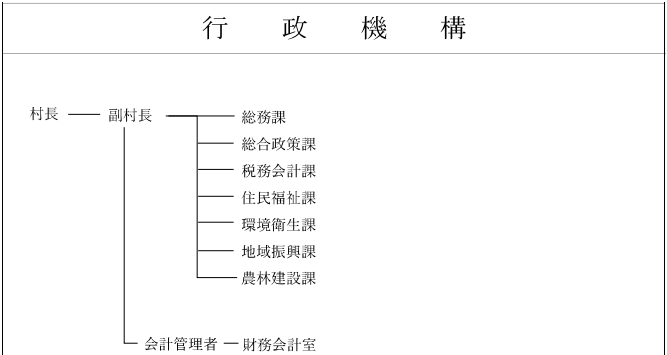 行政機構
村長 副村長 総務課
総合政策課
税務会計課
住民福祉課
環境衛生課
地域振興課
農林建設課
会計管理者 財務会計室